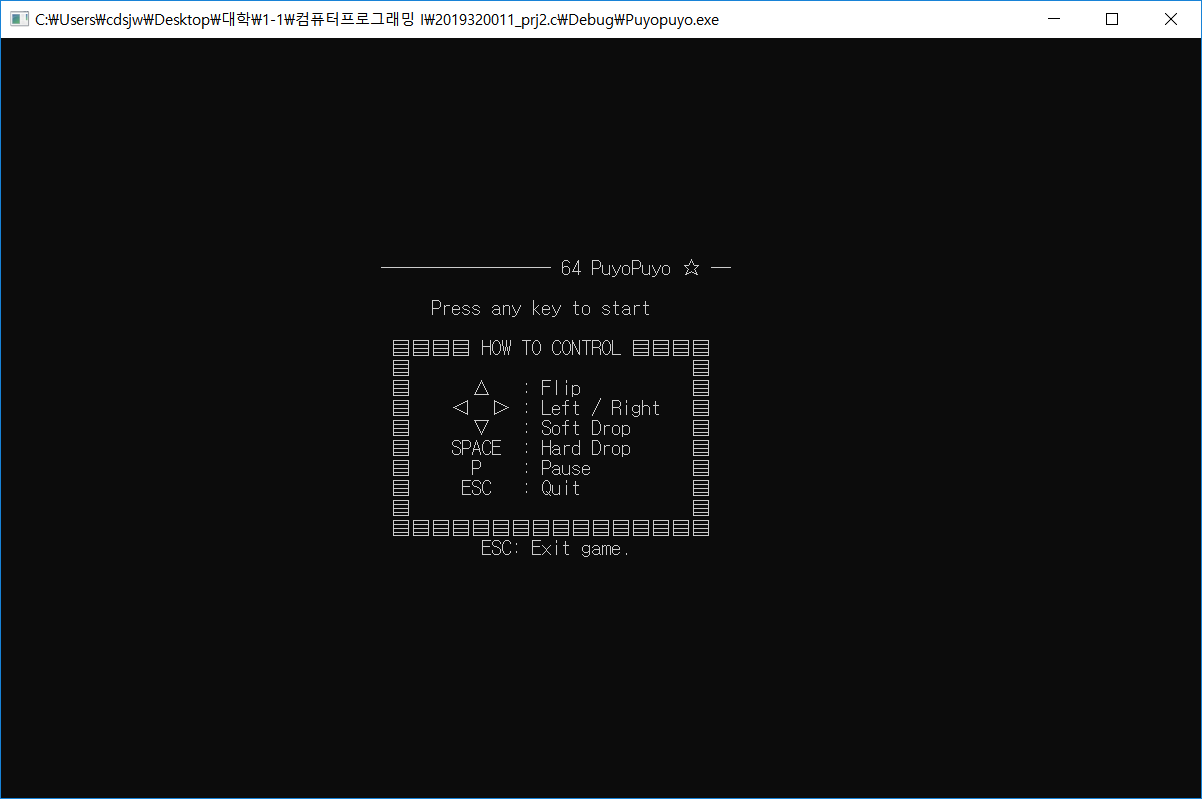 C:₩Users₩cdsjw₩Desktop₩대학₩1-1₩컴퓨터프로그래밍 I₩2019320011_prj2.c₩Debug₩Puyopuyo.exe
64 PuyoPuyo ☆
Press any key to start
HOW TO CONTROL
△ : Flip
◁ ▷ : Left / Right
▽ : Soft Drop
SPACE : Hard Drop
P : Pause
ESC : Quit
ESC: Exit game.